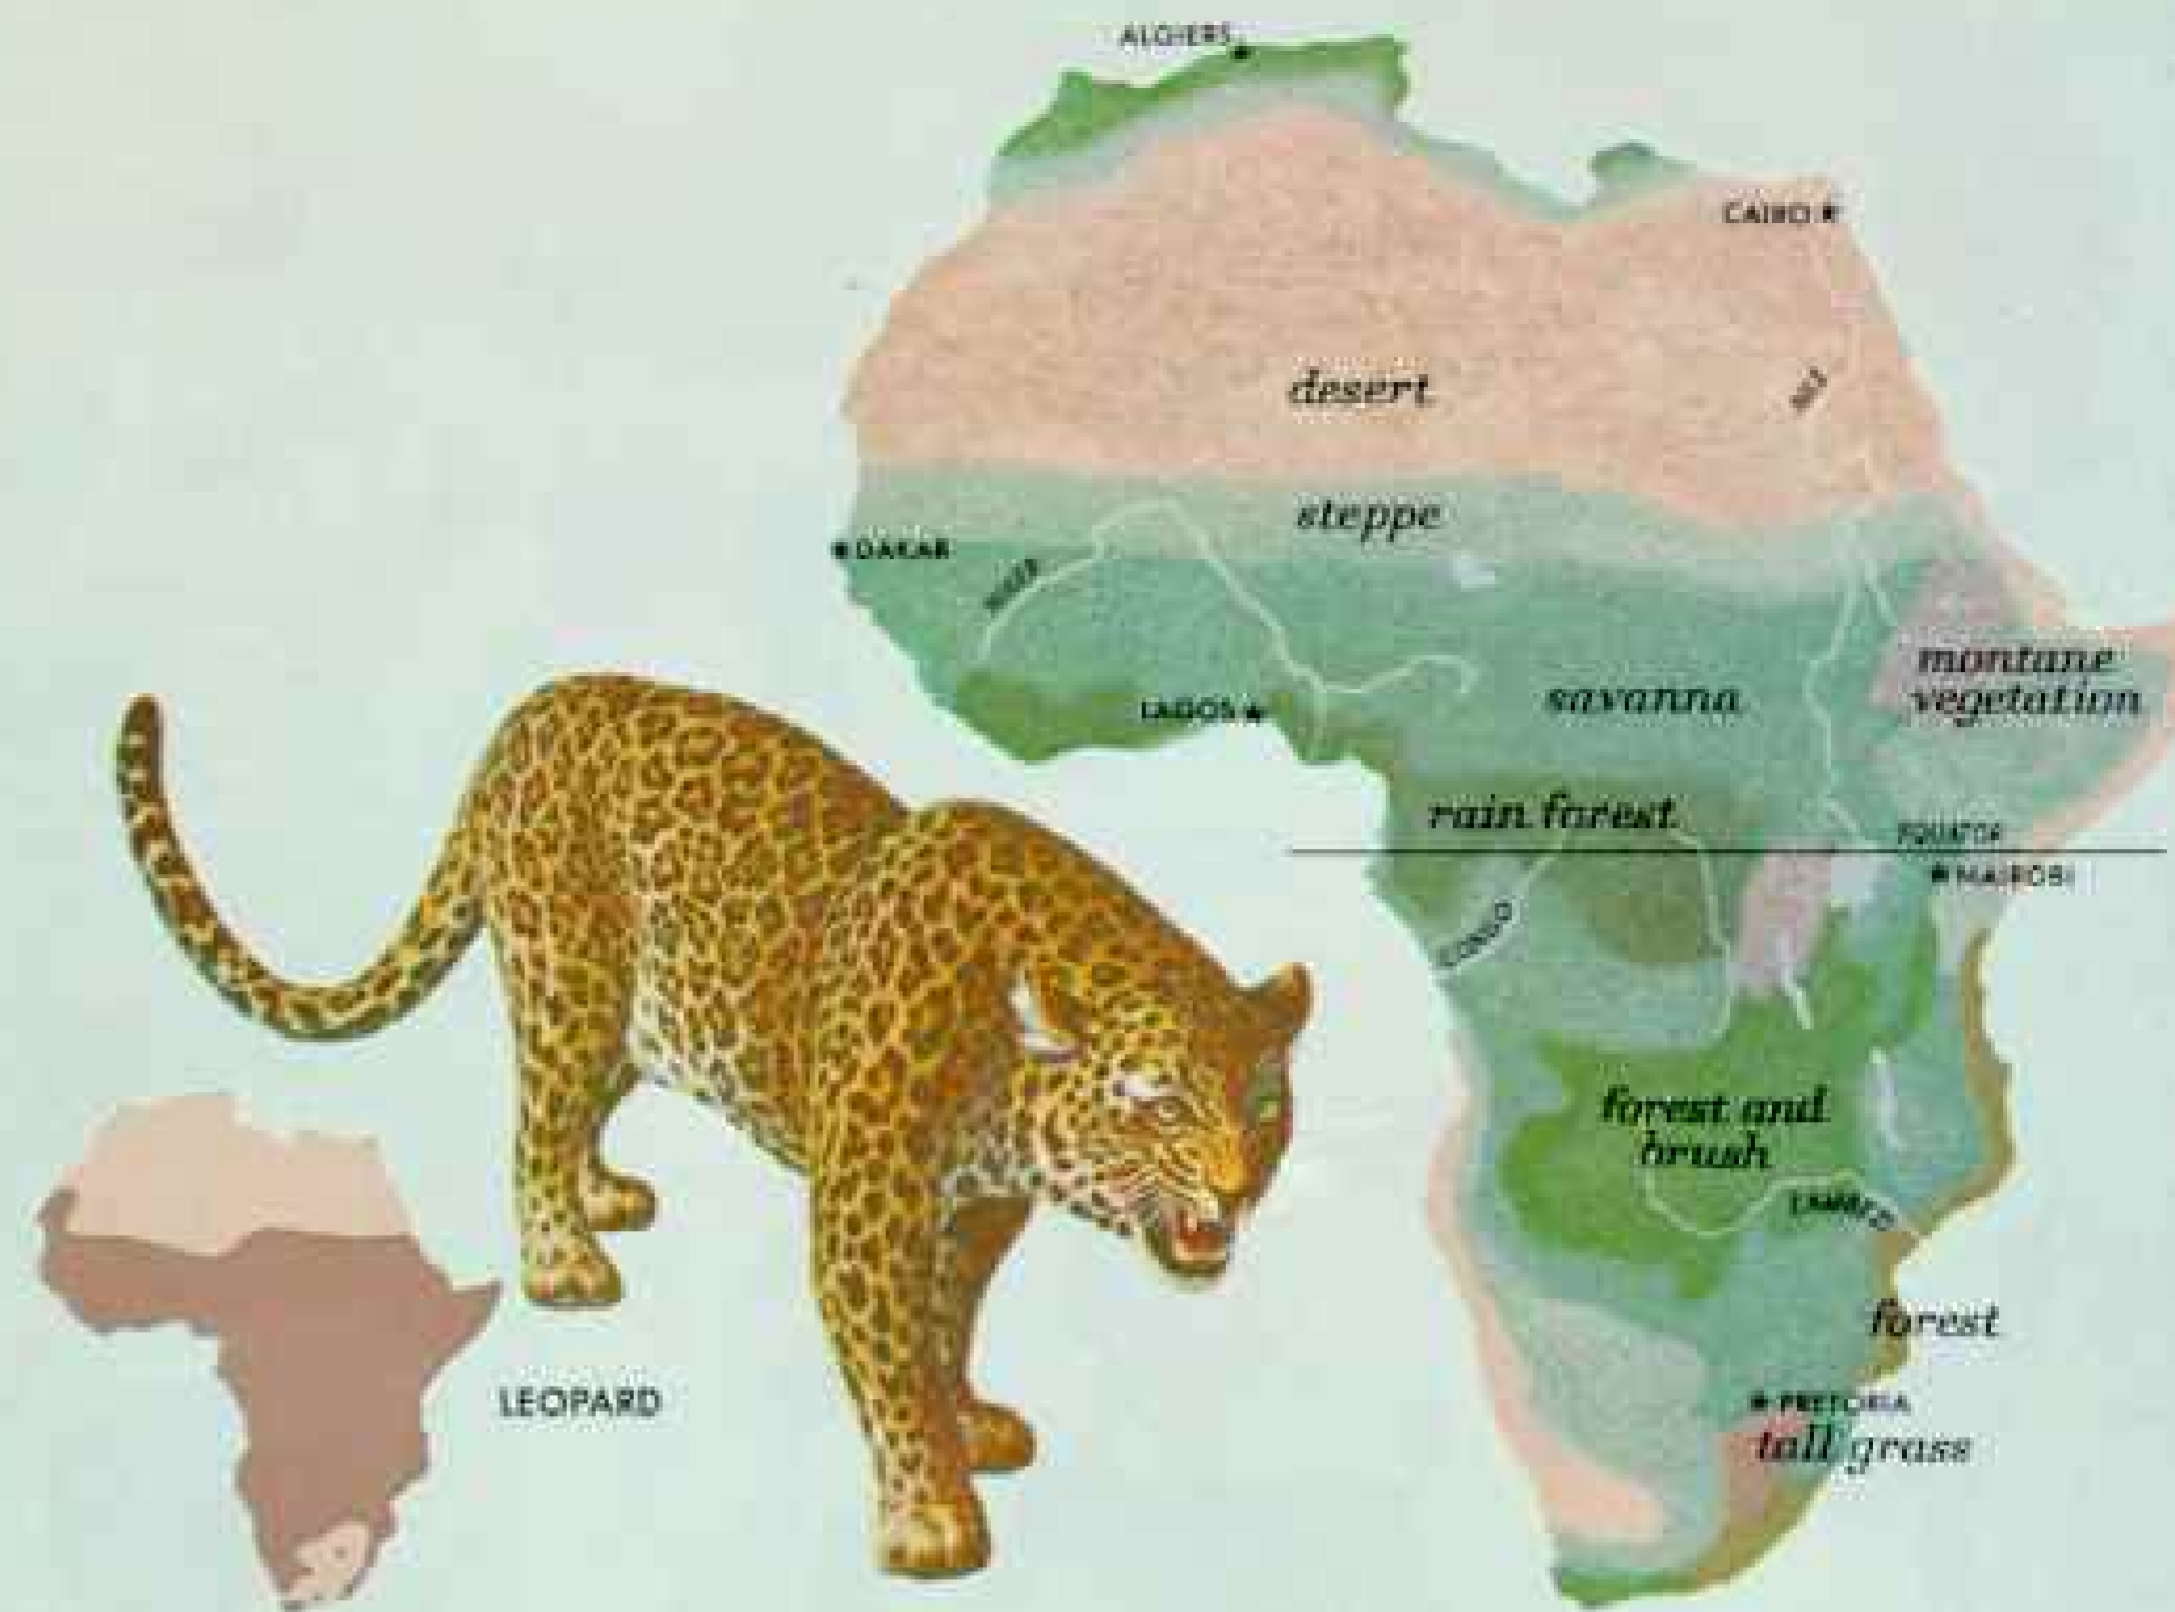 ALGIERS
CAIRO
NILE
desert
steppe
DAKAR
NIGER
montane
vegetation
savanna
LAGOS
rain forest
EQUATOR
NAIROBI
CONGO
forest and
brush
ZAMBEZI
forest
LEOPARD
PRETORIA
tall grass